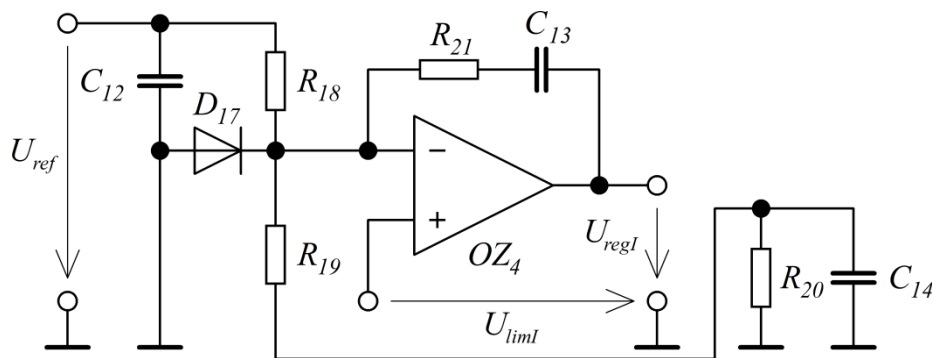 R21
C13
C12
R18
D17
Uref
−
+
OZ4
R19
UregI
UlimI
R20
C14